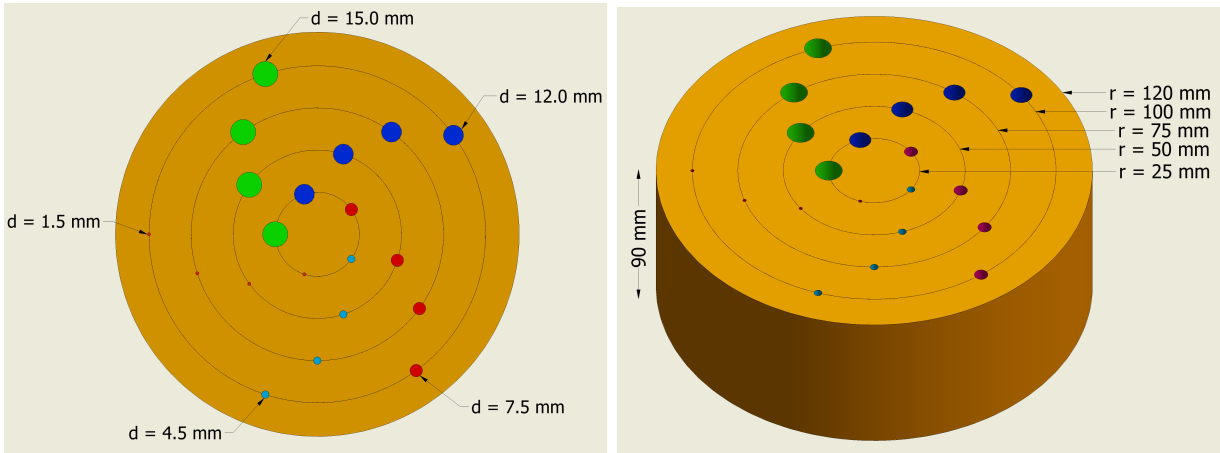 d = 15.0 mm
d = 12.0 mm
d = 1.5 mm
d = 7.5 mm
d = 4.5 mm
r = 120 mm
r = 100 mm
r = 75 mm
r = 50 mm
r = 25 mm
90 mm